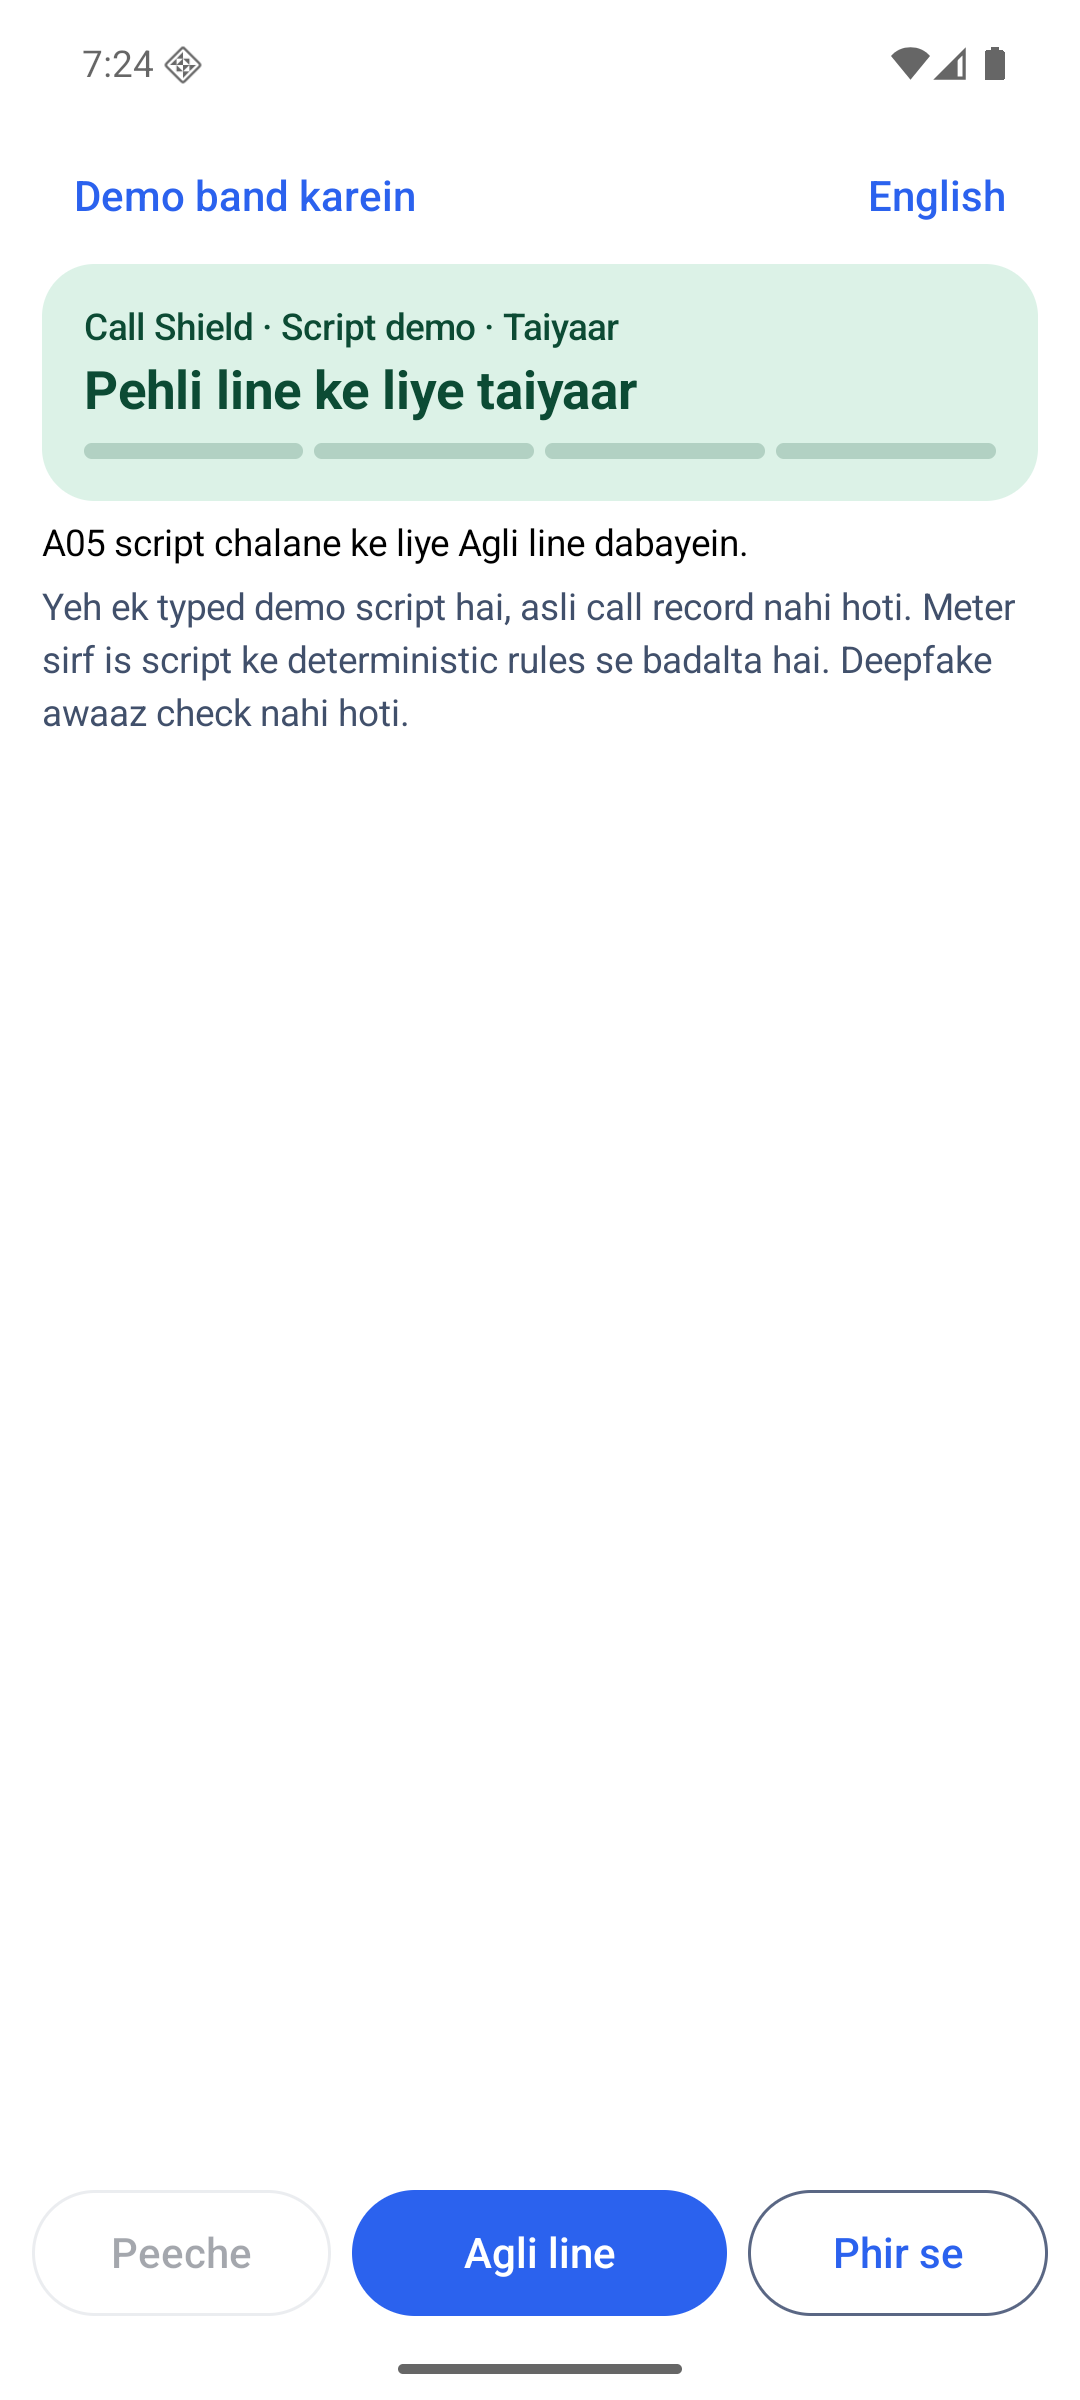 7:24
Demo band karein
English
Call Shield · Script demo · Taiyaar
Pehli line ke liye taiyaar
A05 script chalane ke liye Agli line dabayein.
Yeh ek typed demo script hai, asli call record nahi hoti. Meter
sirf is script ke deterministic rules se badalta hai. Deepfake
awaaz check nahi hoti.
Peeche
Agli line
Phir se